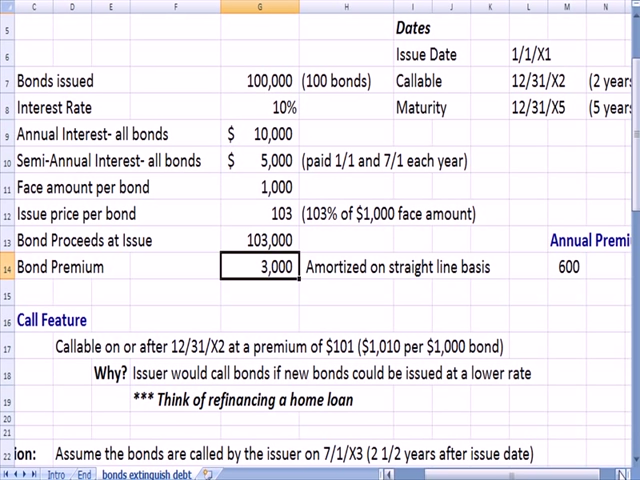 C D E F G H I J K L M N
5 Dates
6 Issue Date 1/1/X1
7 Bonds issued 100,000 (100 bonds) Callable 12/31/X2 (2 years
8 Interest Rate 10% Maturity 12/31/X5 (5 years
9 Annual Interest- all bonds $ 10,000
10 Semi-Annual Interest- all bonds $ 5,000 (paid 1/1 and 7/1 each year)
11 Face amount per bond 1,000
12 Issue price per bond 103 (103% of $1,000 face amount)
13 Bond Proceeds at Issue 103,000 Annual Premi
14 Bond Premium 3,000 Amortized on straight line basis 600
15
16 Call Feature
17 Callable on or after 12/31/X2 at a premium of $101 ($1,010 per $1,000 bond)
18 Why? Issuer would call bonds if new bonds could be issued at a lower rate
19 *** Think of refinancing a home loan
20
21
22 ion: Assume the bonds are called by the issuer on 7/1/X3 (2 1/2 years after issue date)
Intro End bonds extinguish debt